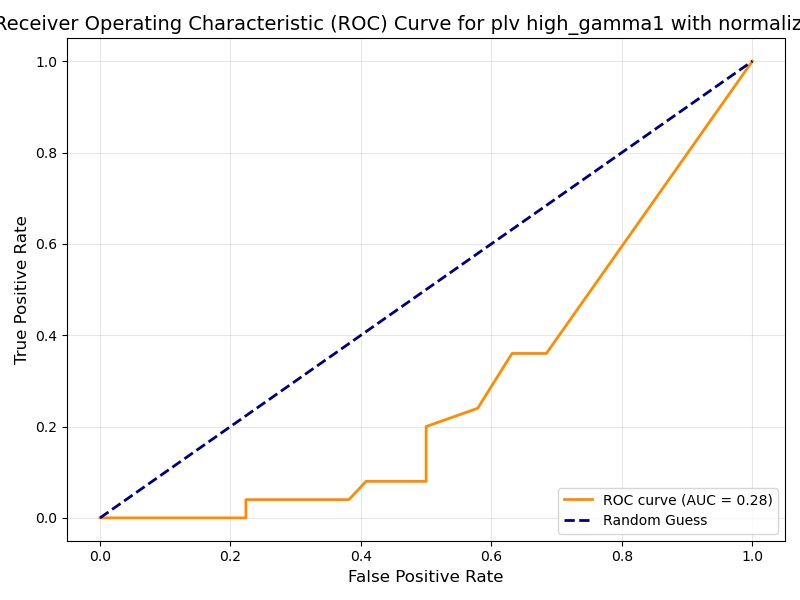 Receiver Operating Characteristic (ROC) Curve for plv high_gamma1 with normaliz
1.0
0.8
0.6
0.4
0.2
0.0
True Positive Rate
0.0 0.2 0.4 0.6 0.8 1.0
False Positive Rate
ROC curve (AUC = 0.28)
Random Guess